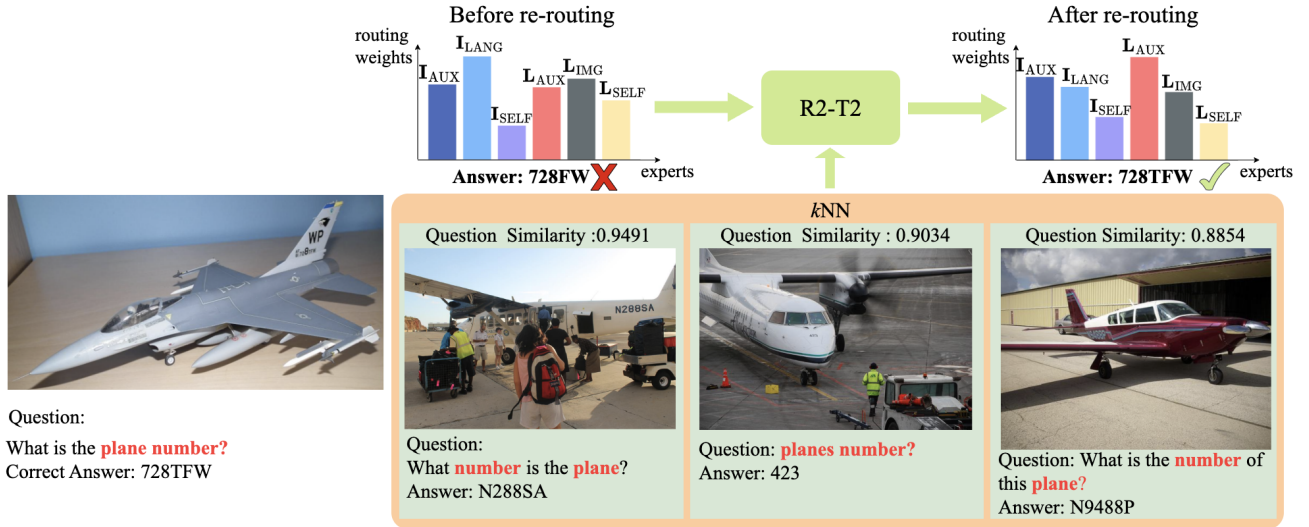 Before re-routing
routing
weights
I_AUX
I_LANG
I_SELF
L_AUX
L_IMG
L_SELF
experts
Answer: 728FW
R2-T2
After re-routing
routing
weights
I_AUX
I_LANG
I_SELF
L_AUX
L_IMG
L_SELF
experts
Answer: 728TFW
WP
Question:
What is the plane number?
Correct Answer: 728TFW
kNN
Question Similarity :0.9491
N288SA
Question:
What number is the plane?
Answer: N288SA
Question Similarity : 0.9034
Question: planes number?
Answer: 423
Question Similarity: 0.8854
Question: What is the number of
this plane?
Answer: N9488P